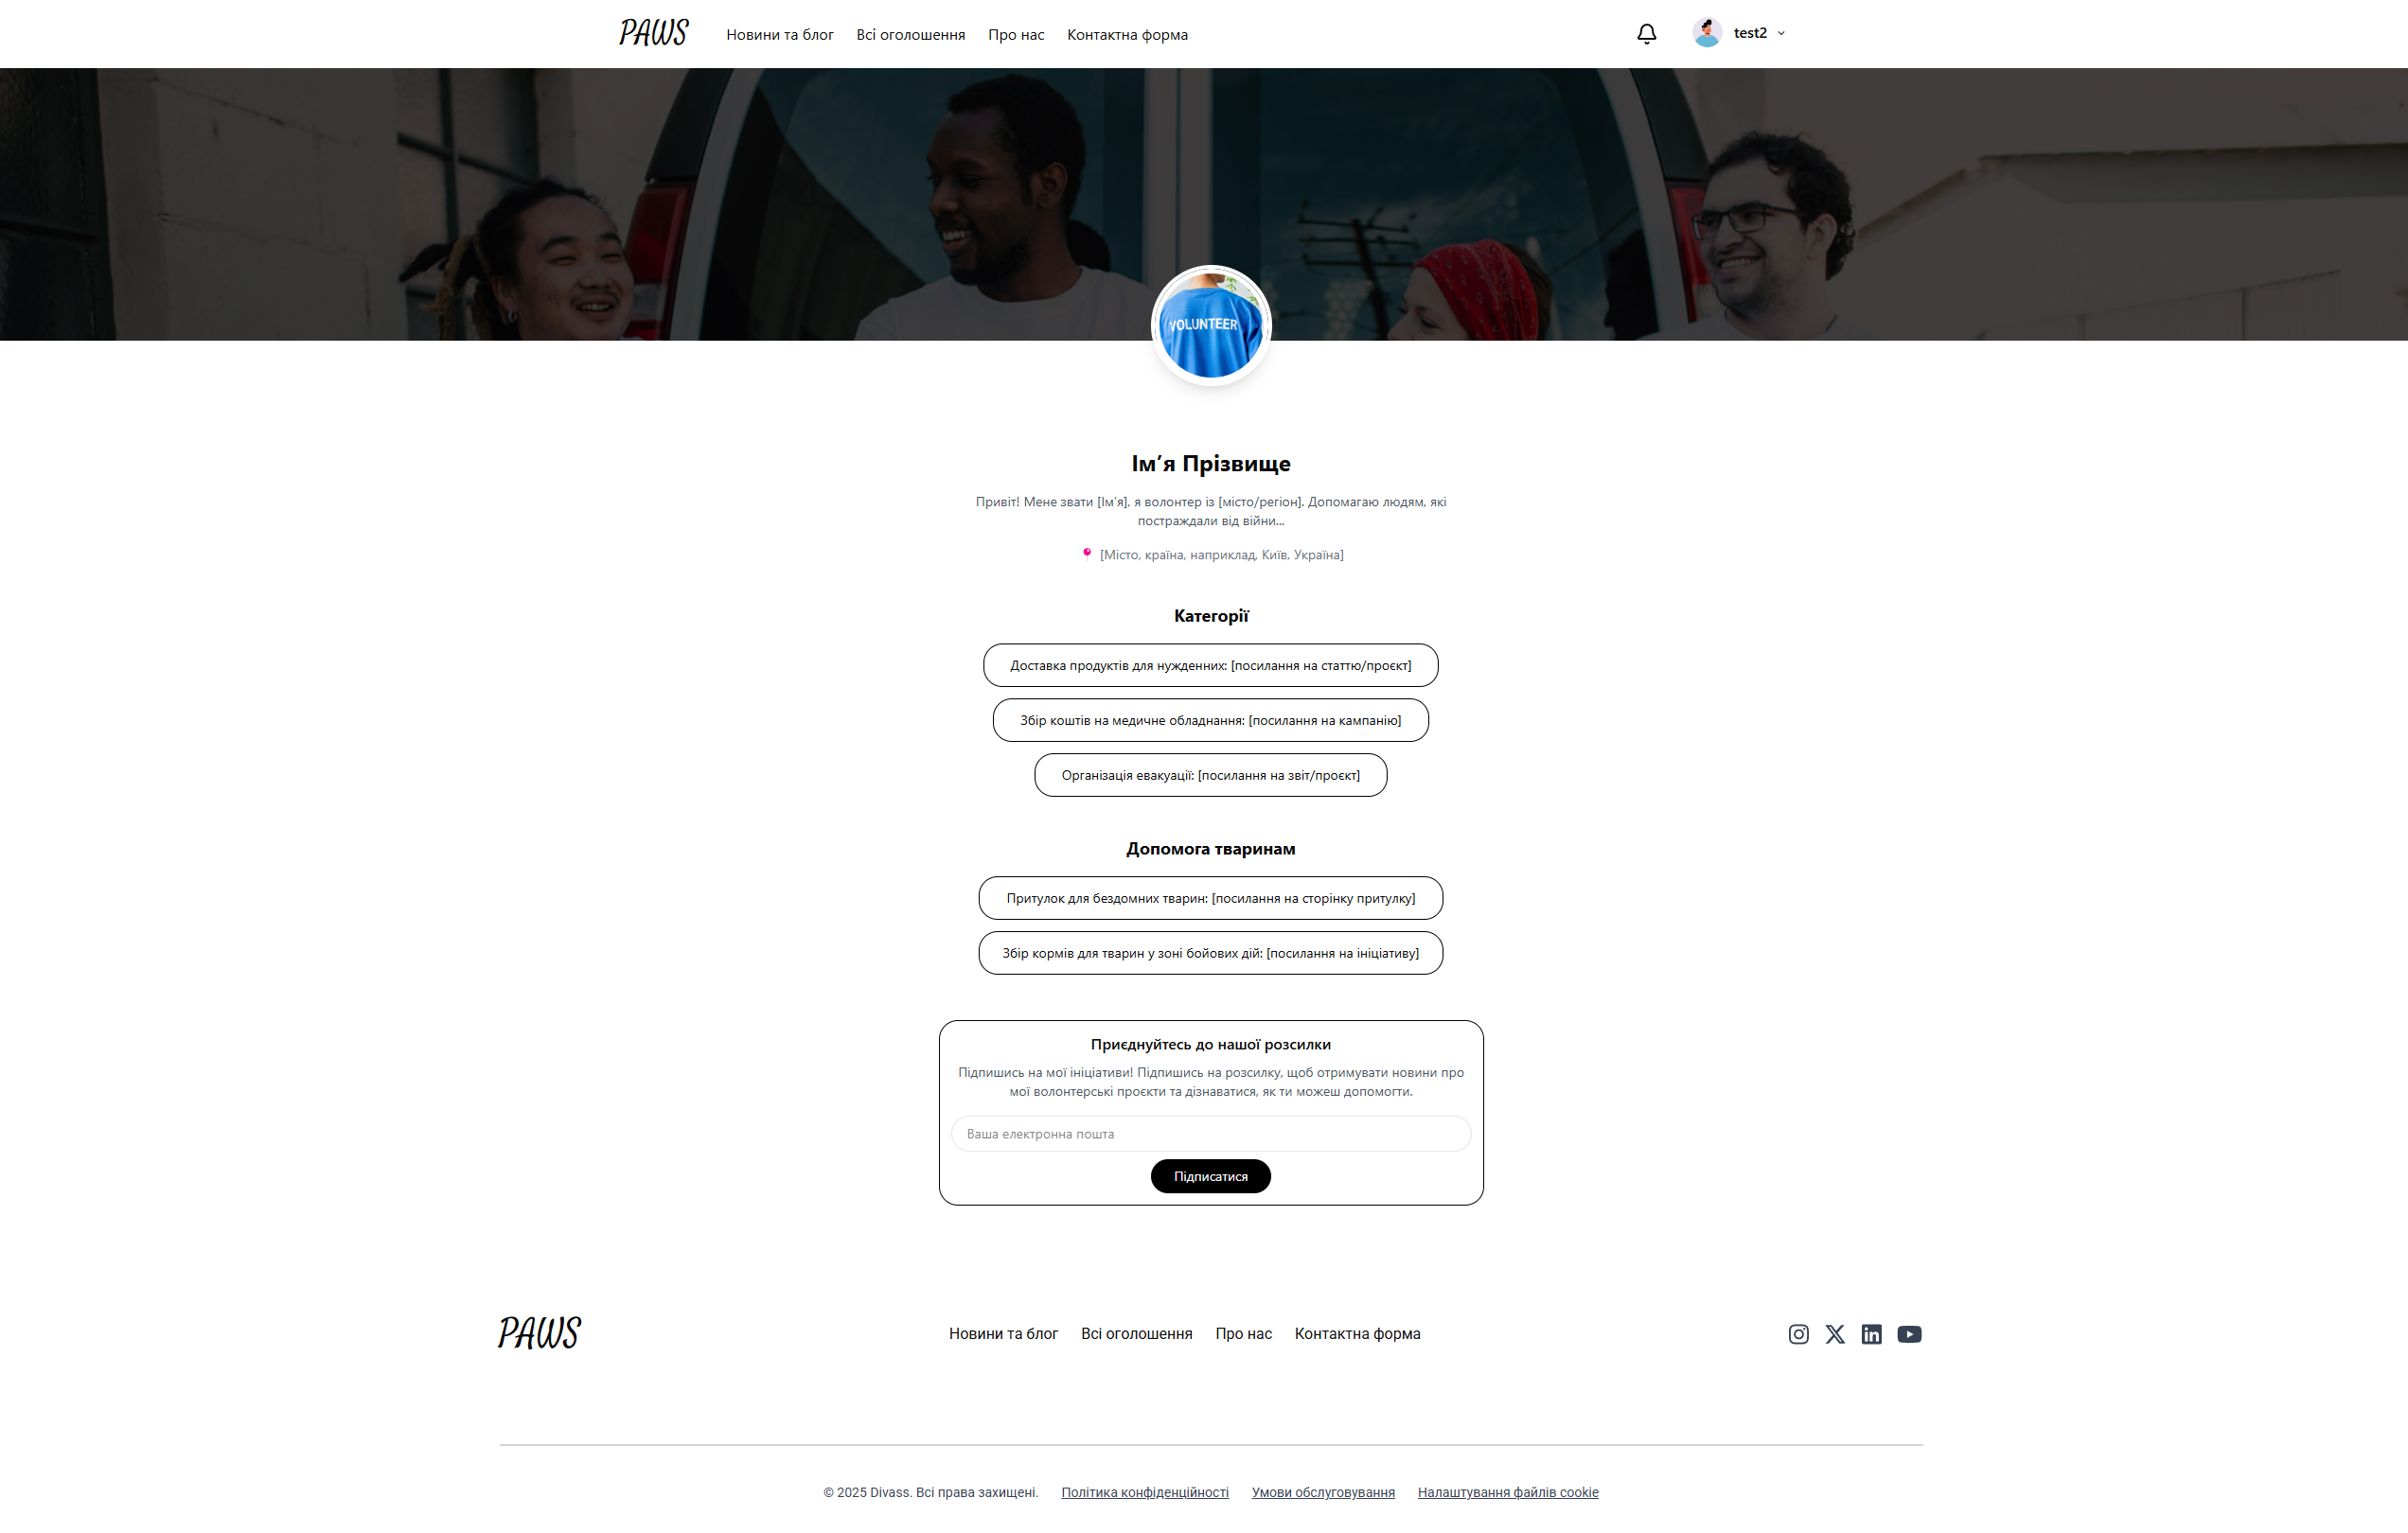 PAWS
Новини та блог
Всі оголошення
Про нас
Контактна форма
test2
VOLUNTEER
Ім’я Прізвище
Привіт! Мене звати [Ім’я], я волонтер із [місто/регіон]. Допомагаю людям, які
постраждали від війни...
[Місто, країна, наприклад, Київ, Україна]
Категорії
Доставка продуктів для нужденних: [посилання на статтю/проєкт]
Збір коштів на медичне обладнання: [посилання на кампанію]
Організація евакуації: [посилання на звіт/проєкт]
Допомога тваринам
Притулок для бездомних тварин: [посилання на сторінку притулку]
Збір кормів для тварин у зоні бойових дій: [посилання на ініціативу]
Приєднуйтесь до нашої розсилки
Підпишись на мої ініціативи! Підпишись на розсилку, щоб отримувати новини про
мої волонтерські проєкти та дізнаватися, як ти можеш допомогти.
Ваша електронна пошта
Підписатися
PAWS
Новини та блог
Всі оголошення
Про нас
Контактна форма
© 2025 Divass. Всі права захищені.
Політика конфіденційності
Умови обслуговування
Налаштування файлів cookie